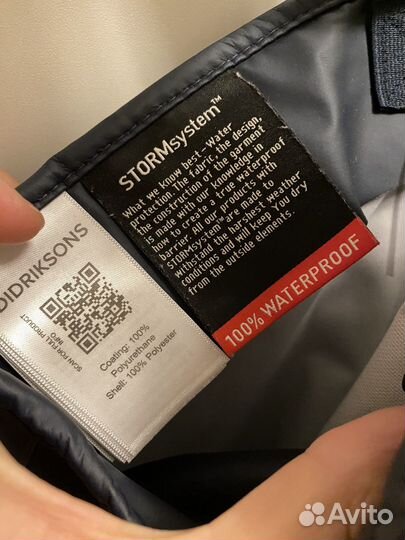 STORMsystem™
What we know best - Water
protection. The fabric, the design,
the construction of the garment
is made with our knowledge in
how to create a true waterproof
barrier. All our products with
STORMsystem™ are made to
with-tand the harshest weather
conditions and will keep you dry
from the outside elements.
100% WATERPROOF
DIDRIKSONS
SCAN FOR FULL PRODUCT
INFO
Coating: 100%
Polyurethane
Shell: 100% Polyester
Avito